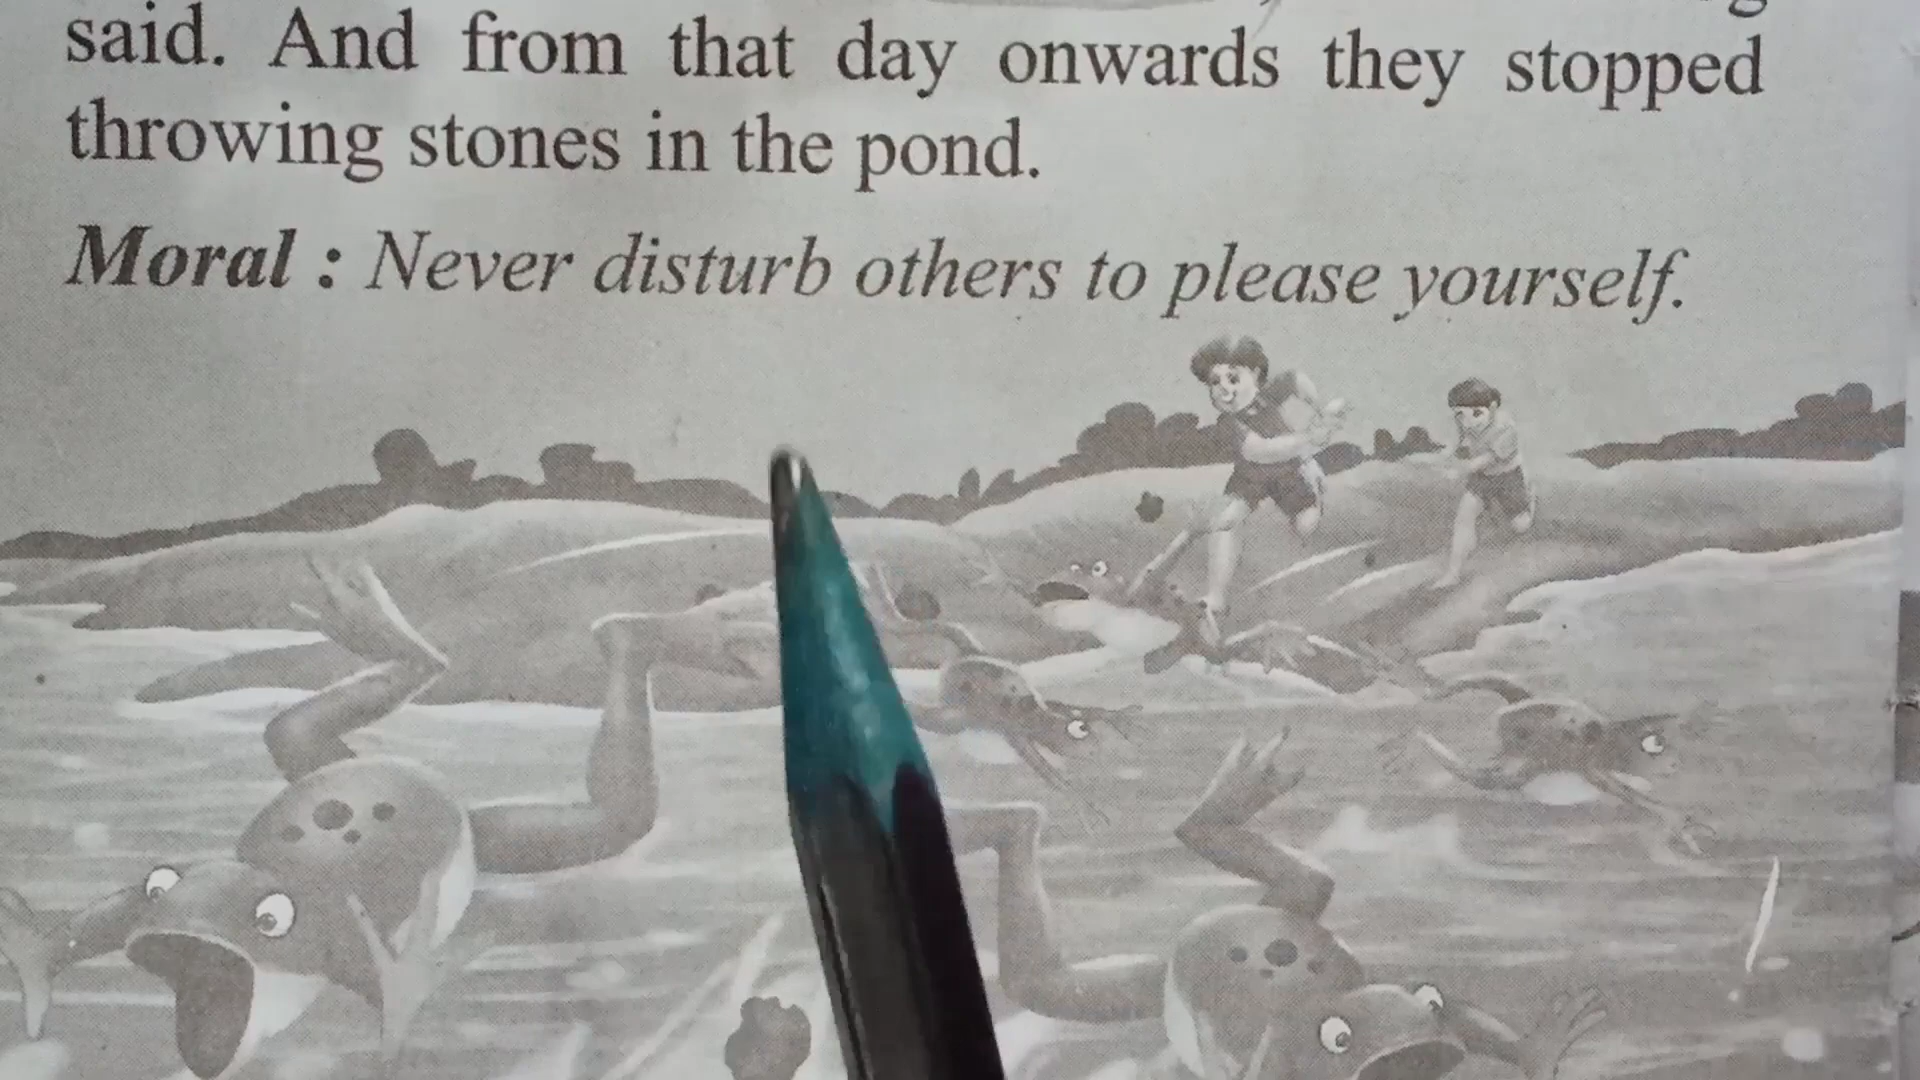 said. And from that day onwards they stopped
throwing stones in the pond.
Moral : Never disturb others to please yourself.